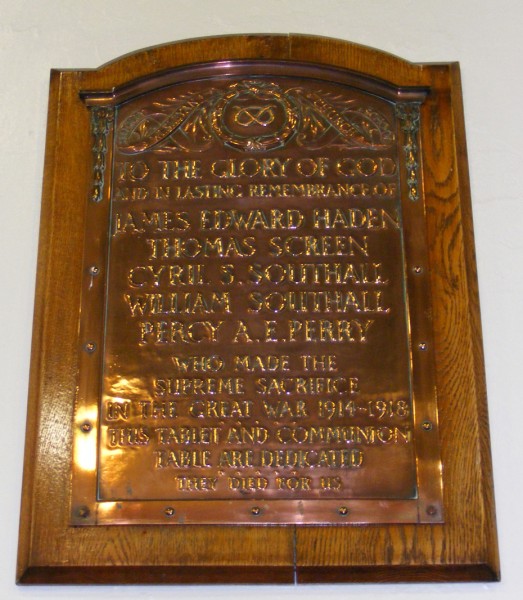 TO THE GLORY OF GOD
AND IN LASTING REMEMBRANCE OF
JAMES EDWARD HADEN
THOMAS SCREEN
CYRIL S. SOUTHALL
WILLIAM SOUTHALL
PERCY A. E. PERRY
WHO MADE THE
SUPREME SACRIFICE
IN THE GREAT WAR 1914-1918
THIS TABLET AND COMMUNION
TABLE ARE DEDICATED
THEY DIED FOR US